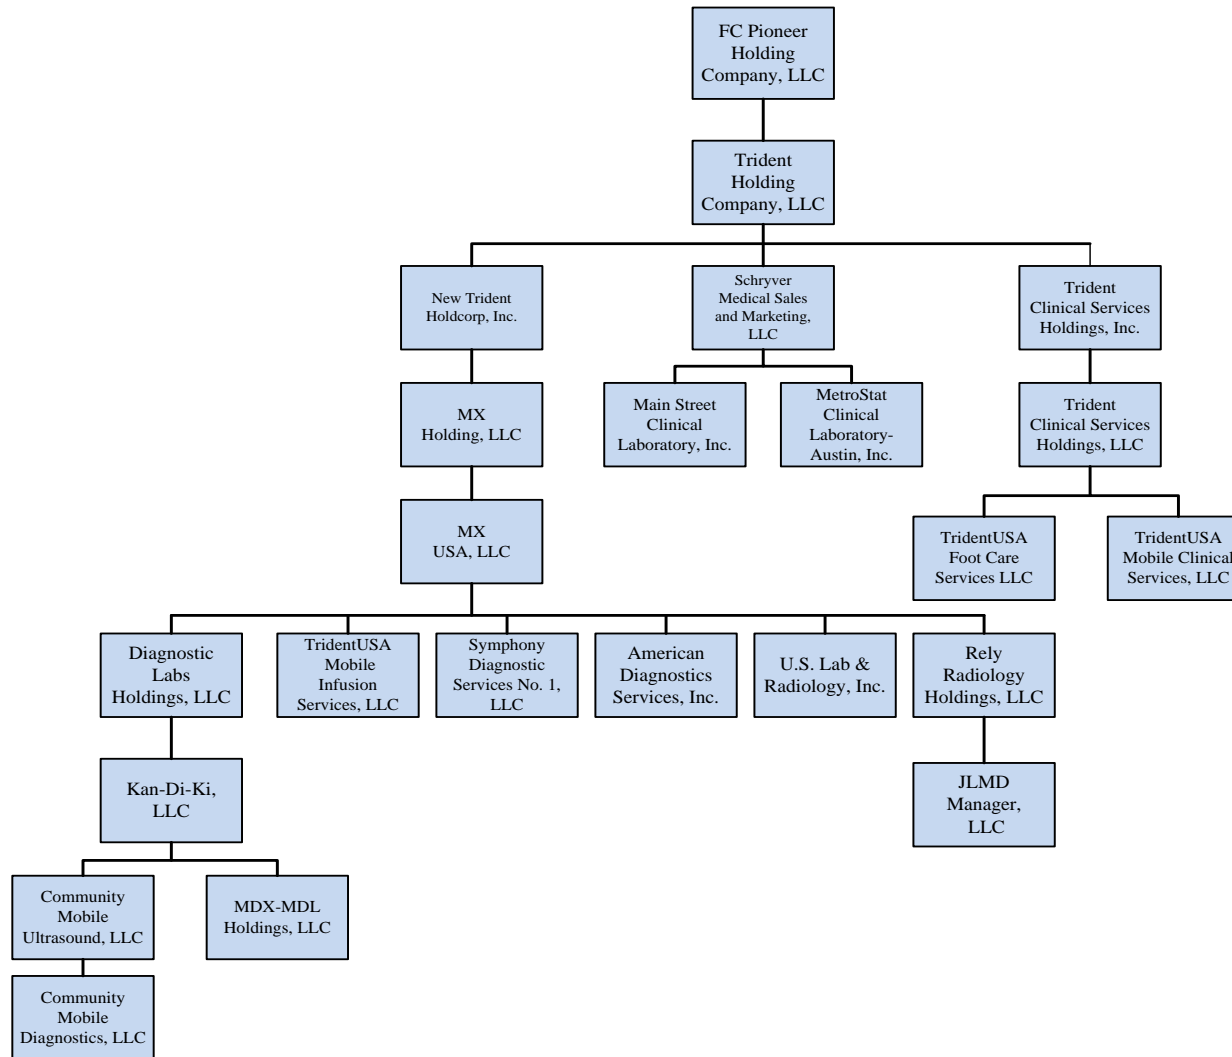 FC Pioneer
Holding
Company, LLC
Trident
Holding
Company, LLC
New Trident
Holdcorp, Inc.
Schryver
Medical Sales
and Marketing,
LLC
Trident
Clinical Services
Holdings, Inc.
MX
Holding, LLC
Main Street
Clinical
Laboratory, Inc.
MetroStat
Clinical
Laboratory-
Austin, Inc.
Trident
Clinical Services
Holdings, LLC
MX
USA, LLC
TridentUSA
Foot Care
Services LLC
TridentUSA
Mobile Clinical
Services, LLC
Diagnostic
Labs
Holdings, LLC
TridentUSA
Mobile
Infusion
Services, LLC
Symphony
Diagnostic
Services No. 1,
LLC
American
Diagnostics
Services, Inc.
U.S. Lab &
Radiology, Inc.
Rely
Radiology
Holdings, LLC
Kan-Di-Ki,
LLC
JLMD
Manager,
LLC
Community
Mobile
Ultrasound, LLC
MDX-MDL
Holdings, LLC
Community
Mobile
Diagnostics, LLC